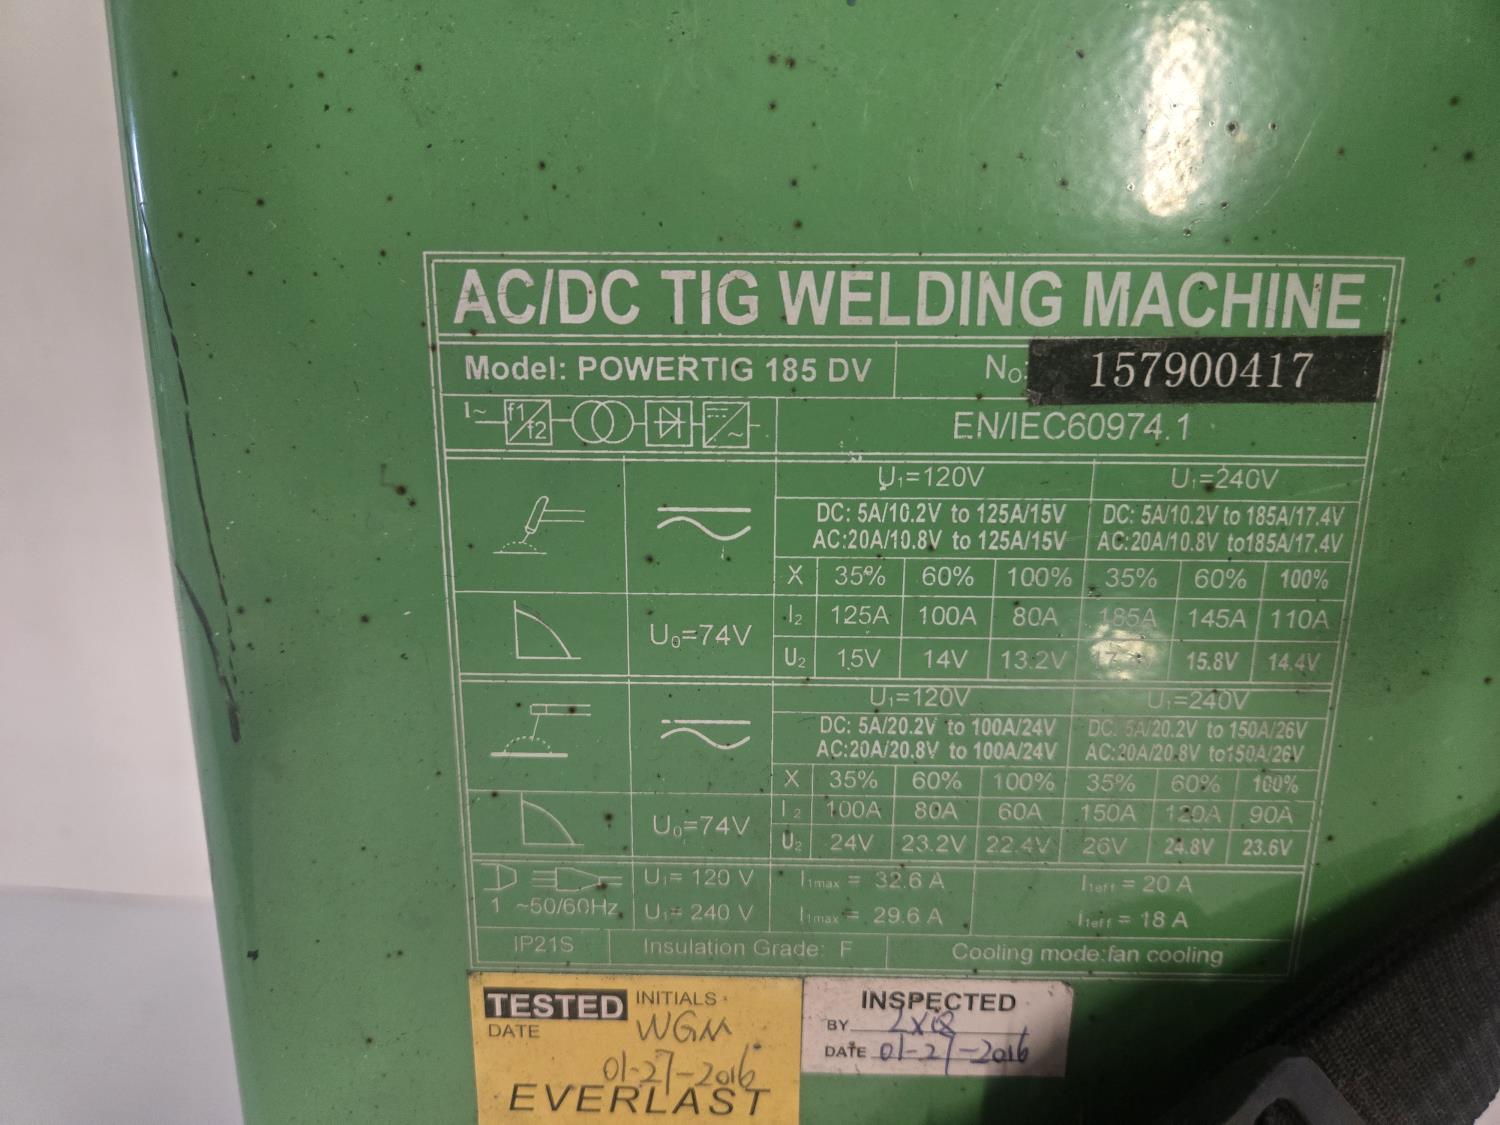 AC/DC TIG WELDING MACHINE
Model: POWERTIG 185 DV No: 157900417
1~ f1/f2 EN/IEC60974.1
U₁=120V U₁=240V
DC: 5A/10.2V to 125A/15V DC: 5A/10.2V to 185A/17.4V
AC:20A/10.8V to 125A/15V AC:20A/10.8V to185A/17.4V
X 35% 60% 100% 35% 60% 100%
U₀=74V
I₂ 125A 100A 80A 185A 145A 110A
U₂ 15V 14V 13.2V 15.8V 14.4V
U₁=120V U₁=240V
DC: 5A/20.2V to 100A/24V DC: 5A/20.2V to 150A/26V
AC:20A/20.8V to 100A/24V AC:20A/20.8V to150A/26V
X 35% 60% 100% 35% 60% 100%
U₀=74V
I₂ 100A 80A 60A 150A 120A 90A
U₂ 24V 23.2V 22.4V 26V 24.8V 23.6V
U₁= 120 V I₁max = 32.6 A I₁eff = 20 A
1 ~50/60Hz U₁= 240 V I₁max = 29.6 A I₁eff = 18 A
IP21S Insulation Grade: F Cooling mode:fan cooling
TESTED INITIALS
WGM
DATE
01-27-2016
EVERLAST
INSPECTED
BY
DATE 01-27-2016